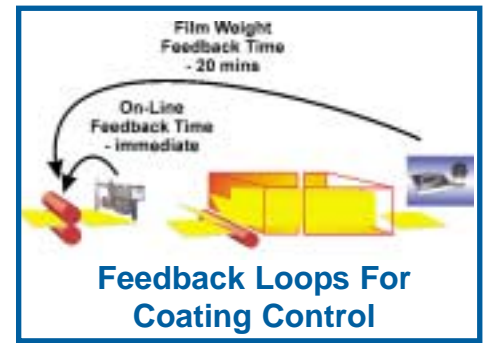 Film Weight
Feedback Time
- 20 mins
On-Line
Feedback Time
- immediate
Feedback Loops For
Coating Control